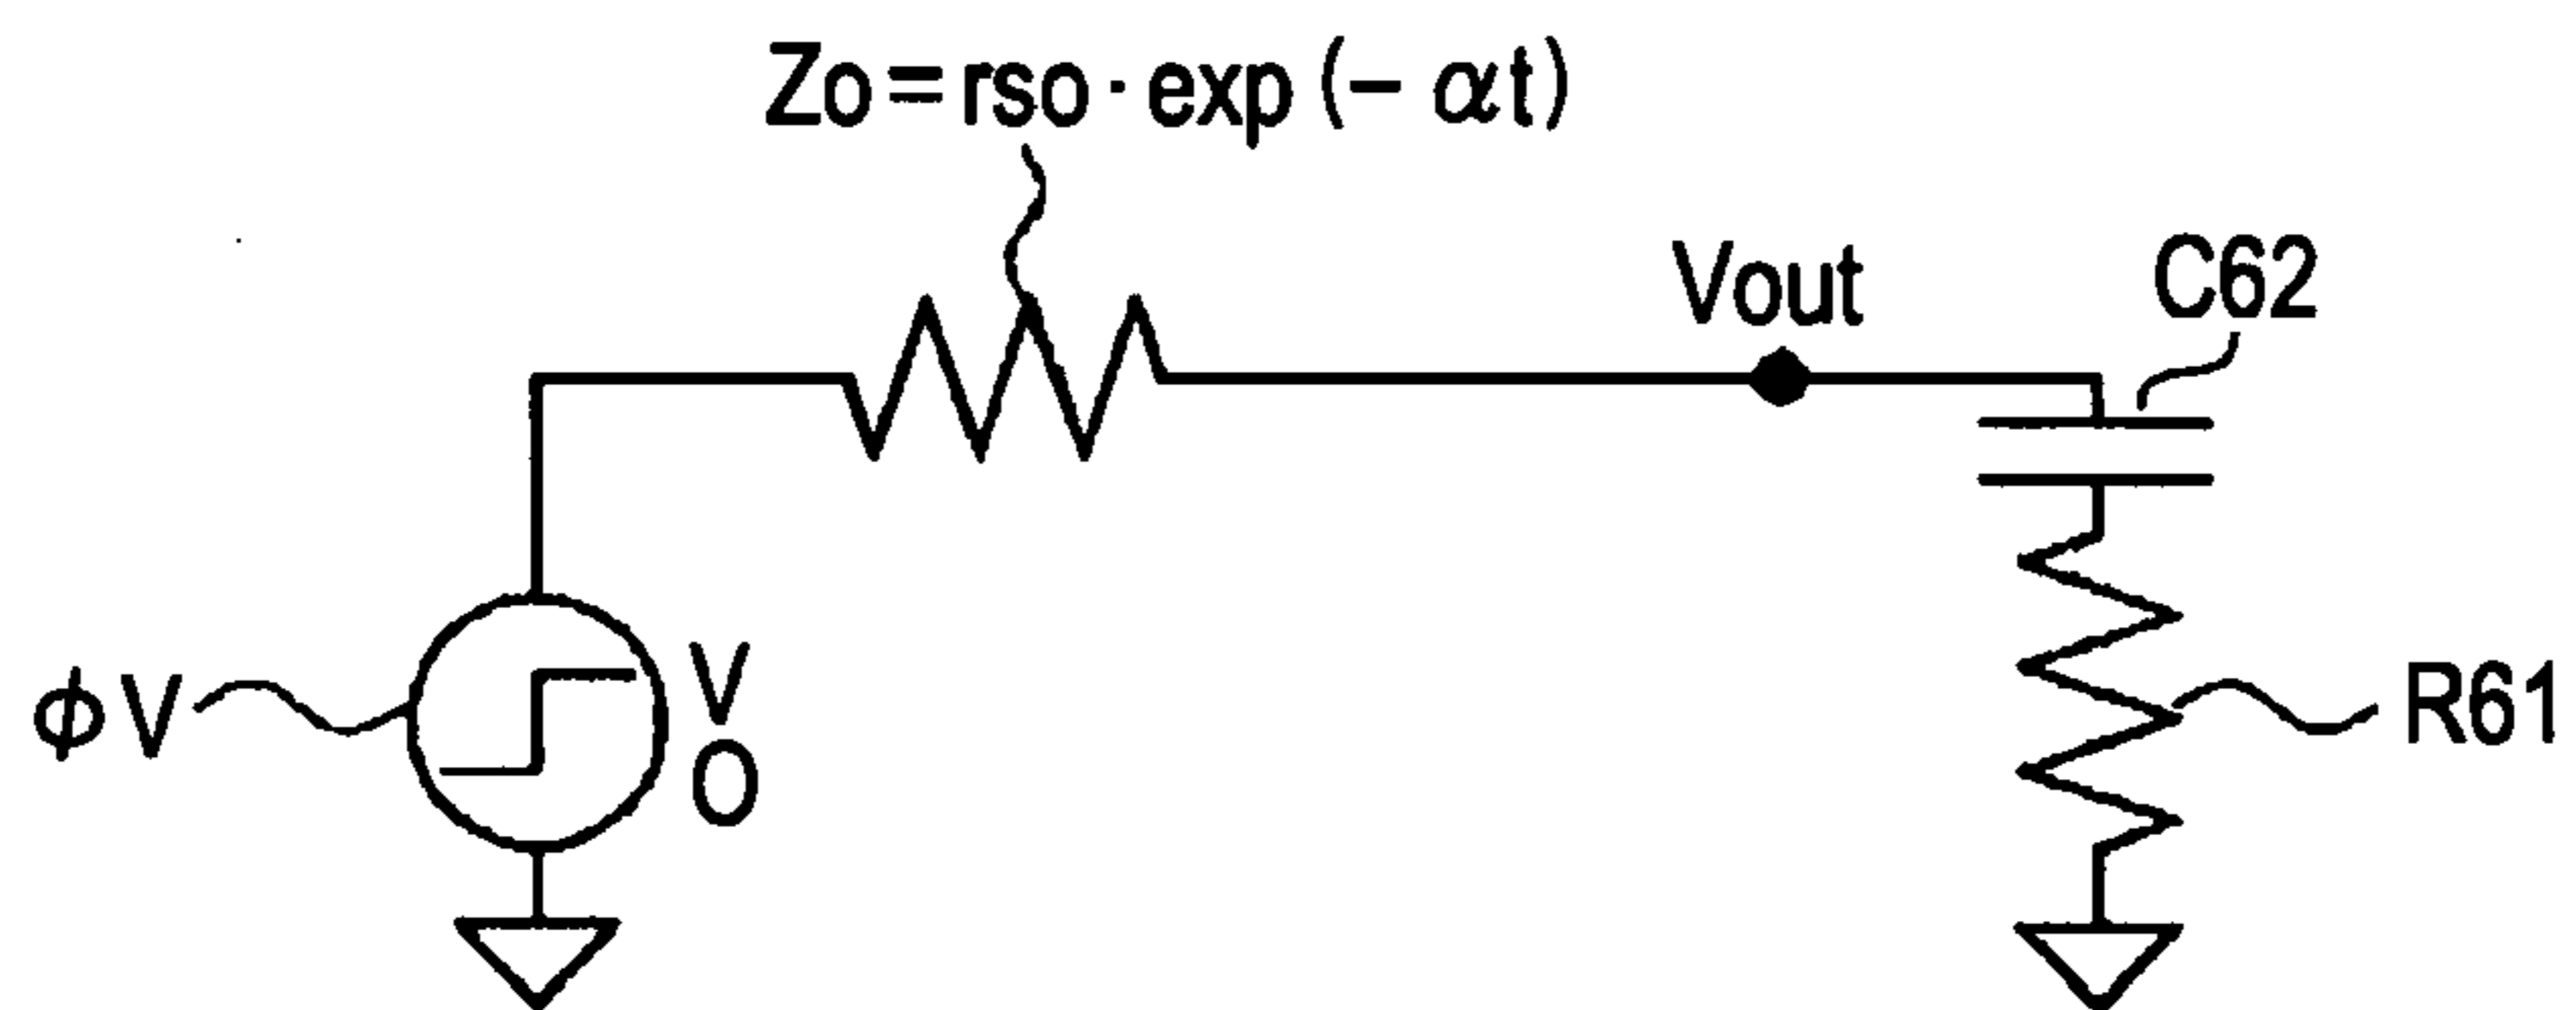 Zo=rso·exp(-αt)
Vout
C62
φV
V
O
R61